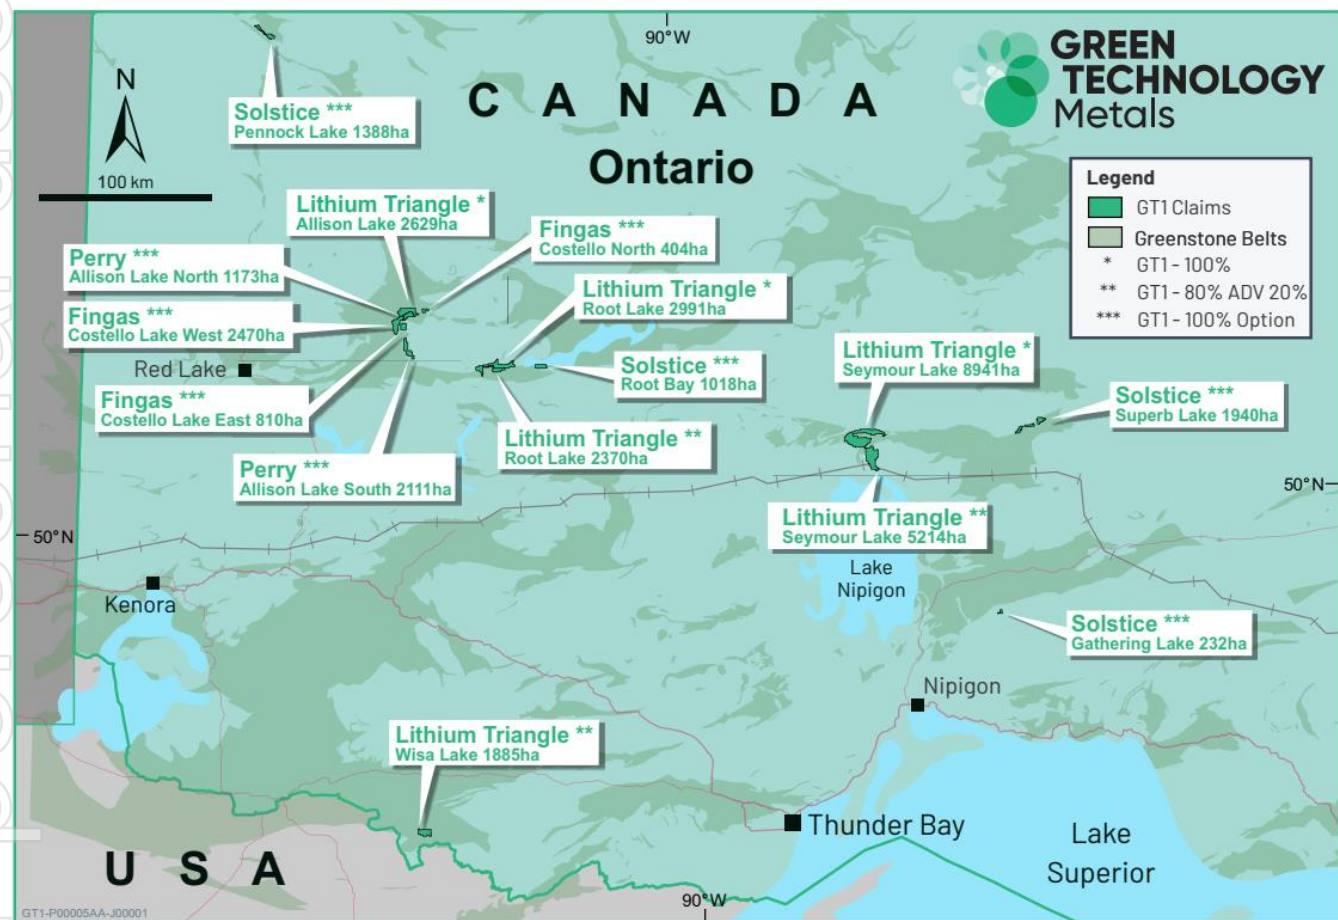 90°W
GREEN
TECHNOLOGY
Metals
N
100 km
CANADA
Ontario
Solstice ***
Pennock Lake 1388ha
Legend
GT1 Claims
Greenstone Belts
* GT1 - 100%
** GT1 - 80% ADV 20%
*** GT1 - 100% Option
Lithium Triangle *
Allison Lake 2629ha
Fingas ***
Costello North 404ha
Perry ***
Allison Lake North 1173ha
Lithium Triangle *
Root Lake 2991ha
Fingas ***
Costello Lake West 2470ha
Red Lake
Solstice ***
Root Bay 1018ha
Lithium Triangle *
Seymour Lake 8941ha
Fingas ***
Costello Lake East 810ha
Solstice ***
Superb Lake 1940ha
Lithium Triangle **
Root Lake 2370ha
Perry ***
Allison Lake South 2111ha
50°N
Lithium Triangle **
Seymour Lake 5214ha
50°N
Lake
Nipigon
Kenora
Solstice ***
Gathering Lake 232ha
Nipigon
Lithium Triangle **
Wisa Lake 1885ha
Thunder Bay
Lake
Superior
USA
90°W
GT1-P00005AA-J00001